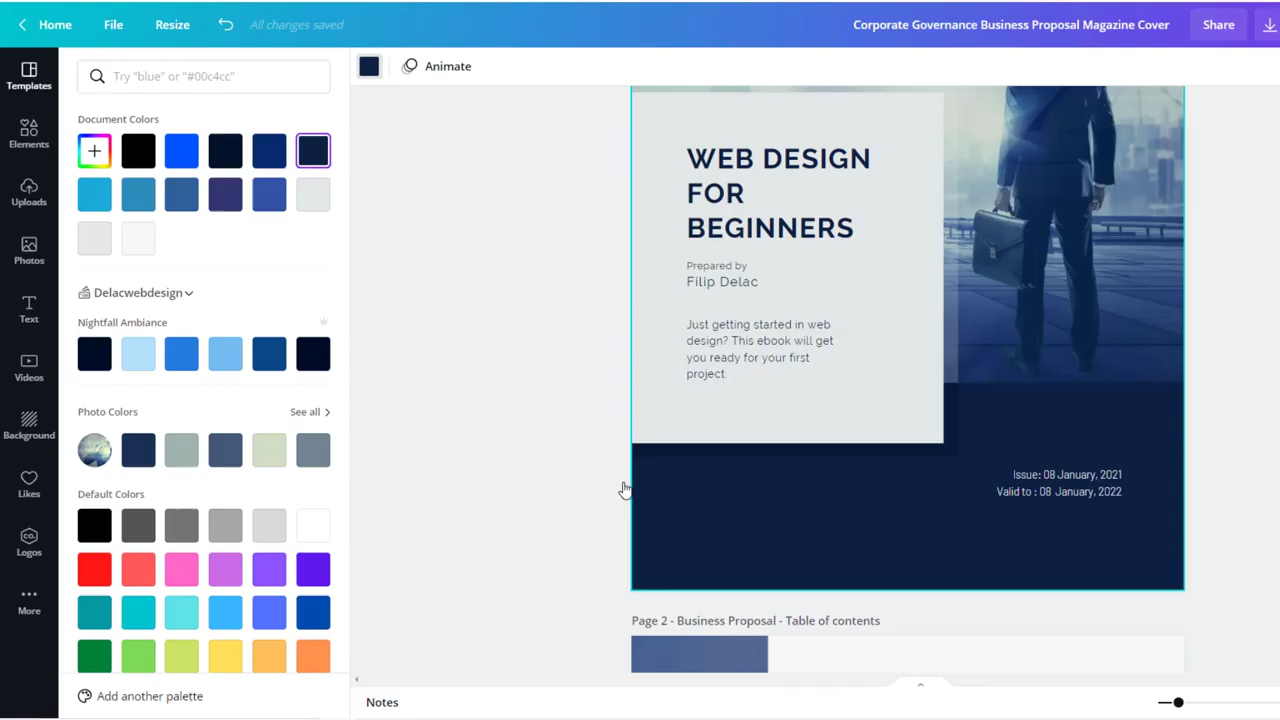 Home File Resize All changes saved Corporate Governance Business Proposal Magazine Cover Share
Templates
Elements
Uploads
Photos
Text
Videos
Background
Likes
CO.
Logos
More
Try "blue" or "#00c4cc"
Document Colors
Delacwebdesign
Nightfall Ambiance
Photo Colors See all
Default Colors
Add another palette
Animate
WEB DESIGN
FOR
BEGINNERS
Prepared by
Filip Delac
Just getting started in web
design? This ebook will get
you ready for your first
project.
Issue: 08 January, 2021
Valid to : 08 January, 2022
Page 2 - Business Proposal - Table of contents
Notes